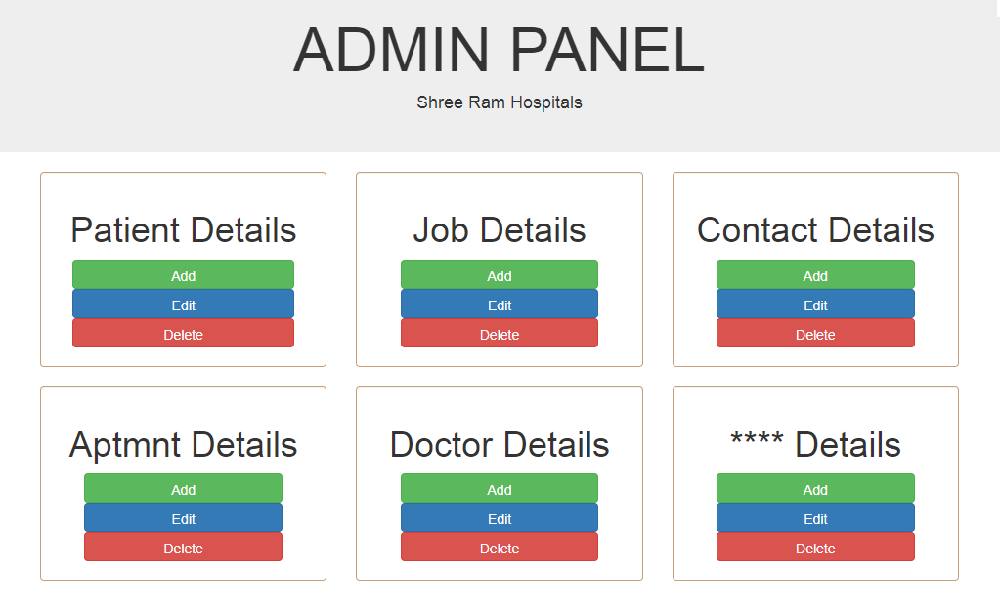 ADMIN PANEL
Shree Ram Hospitals
Patient Details
Add
Edit
Delete
Job Details
Add
Edit
Delete
Contact Details
Add
Edit
Delete
Aptmnt Details
Add
Edit
Delete
Doctor Details
Add
Edit
Delete
**** Details
Add
Edit
Delete